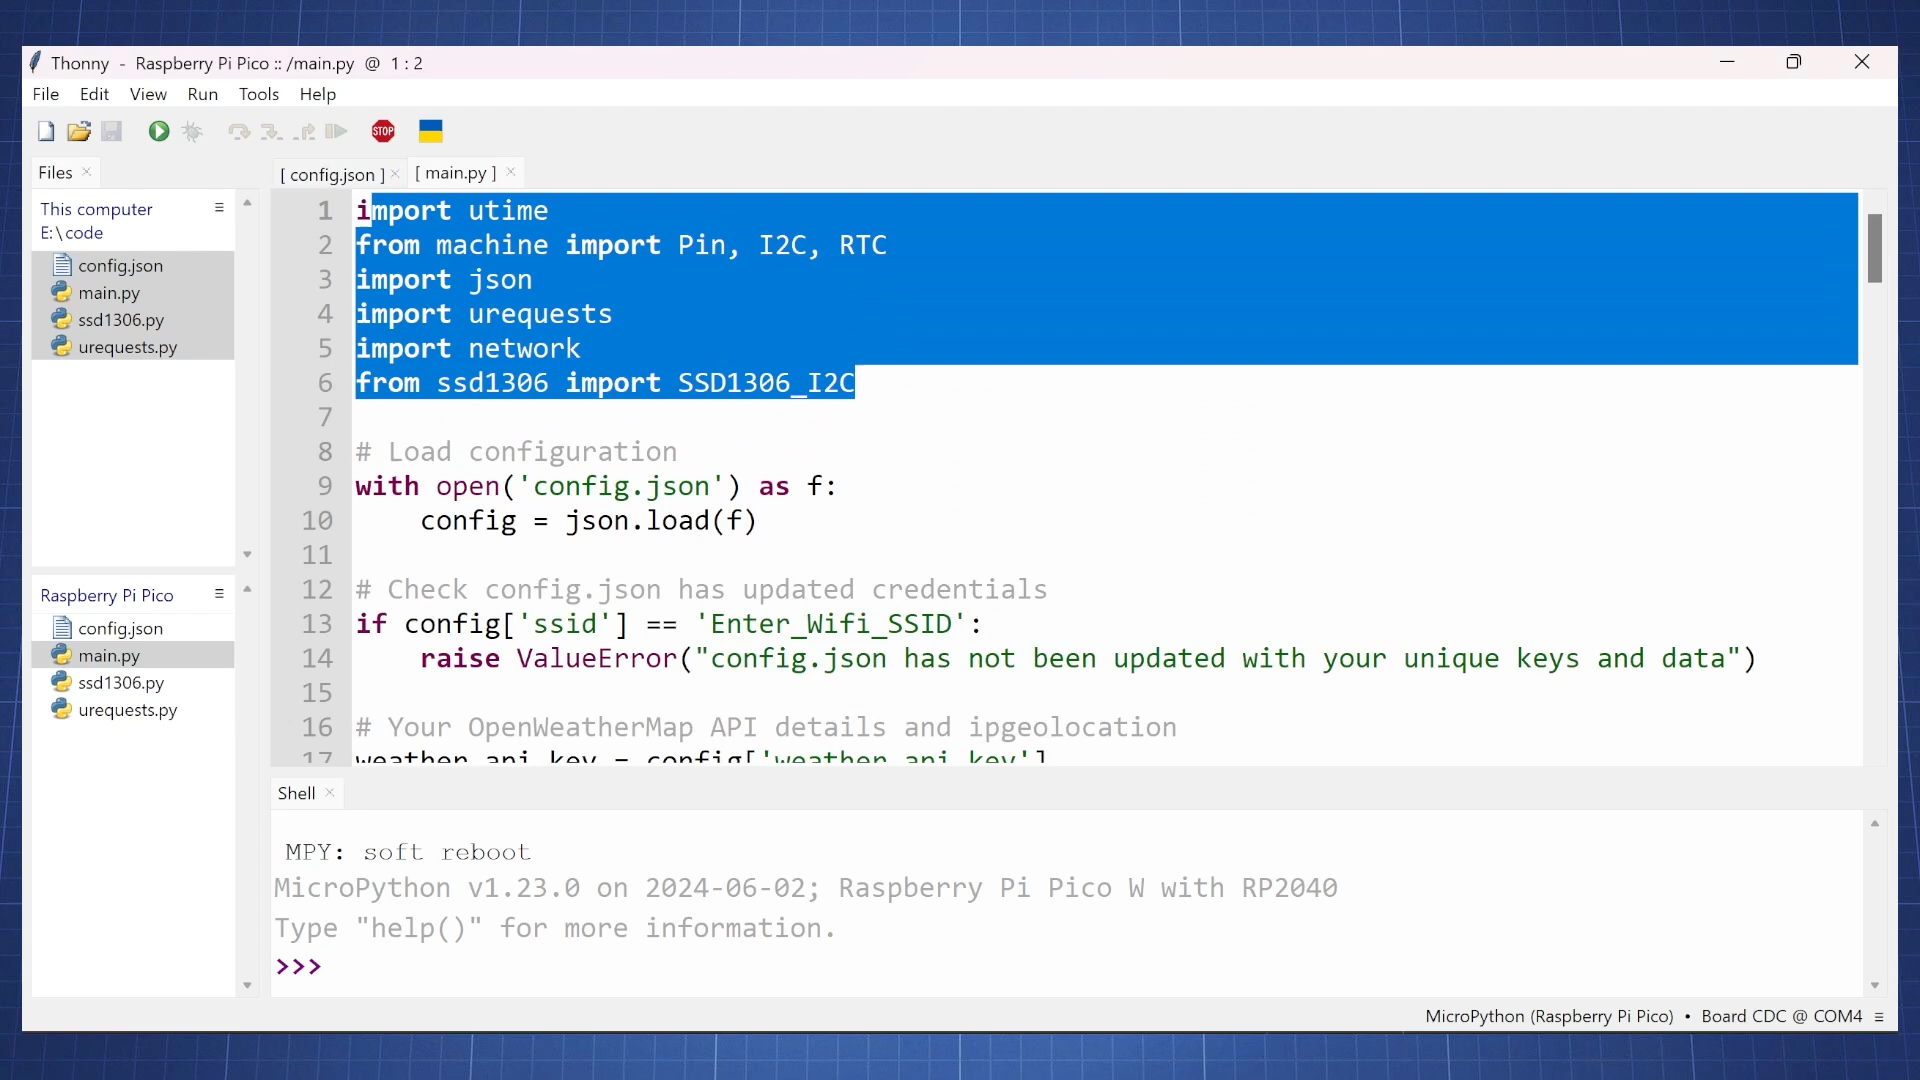 Thonny - Raspberry Pi Pico :: /main.py @ 1 : 2
File Edit View Run Tools Help
STOP
Files
[ config.json ] [ main.py ]
This computer
E:\code
config.json
main.py
ssd1306.py
urequests.py
Raspberry Pi Pico
config.json
main.py
ssd1306.py
urequests.py
1 import utime
2 from machine import Pin, I2C, RTC
3 import json
4 import urequests
5 import network
6 from ssd1306 import SSD1306_I2C
7
8 # Load configuration
9 with open('config.json') as f:
10 config = json.load(f)
11
12 # Check config.json has updated credentials
13 if config['ssid'] == 'Enter_Wifi_SSID':
14 raise ValueError("config.json has not been updated with your unique keys and data")
15
16 # Your OpenWeatherMap API details and ipgeolocation
17 weather_api_key = config['weather_api_key']
Shell
MPY: soft reboot
MicroPython v1.23.0 on 2024-06-02; Raspberry Pi Pico W with RP2040
Type "help()" for more information.
>>>
MicroPython (Raspberry Pi Pico) • Board CDC @ COM4